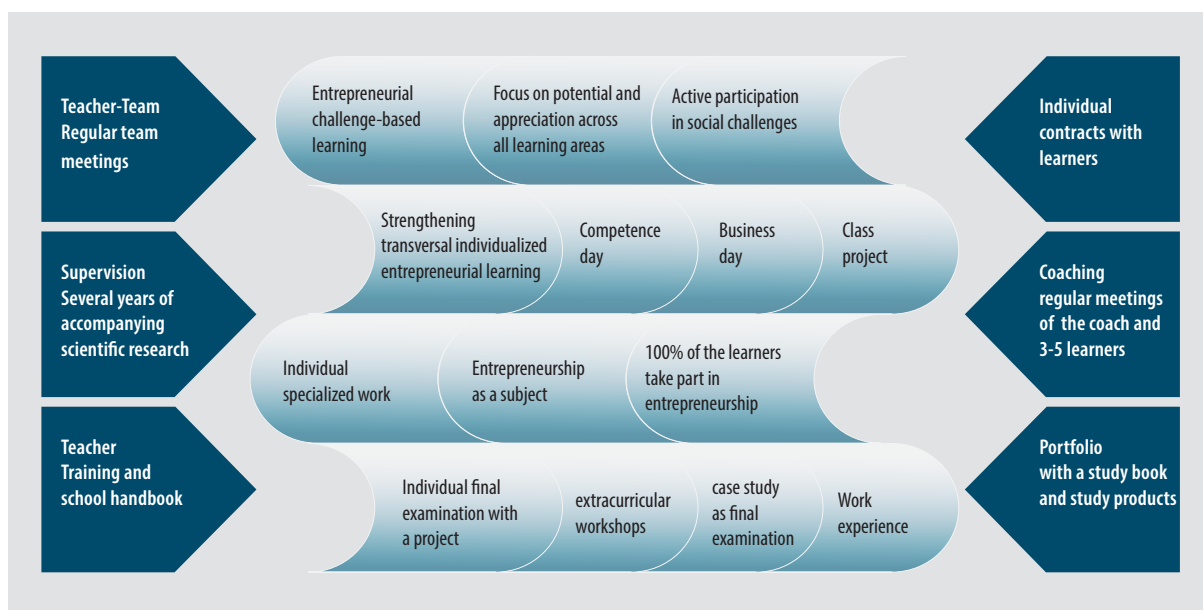 Teacher-Team
Regular team
meetings
Supervision
Several years of
accompanying
scientific research
Teacher
Training and
school handbook
Entrepreneurial
challenge-based
learning
Focus on potential and
appreciation across
all learning areas
Active participation
in social challenges
Strengthening
transversal individualized
entrepreneurial learning
Competence
day
Business
day
Class
project
Individual
specialized work
Entrepreneurship
as a subject
100% of the learners
take part in
entrepreneurship
Individual final
examination with
a project
extracurricular
workshops
case study
as final
examination
Work
experience
Individual
contracts with
learners
Coaching
regular meetings
of the coach and
3-5 learners
Portfolio
with a study book
and study products